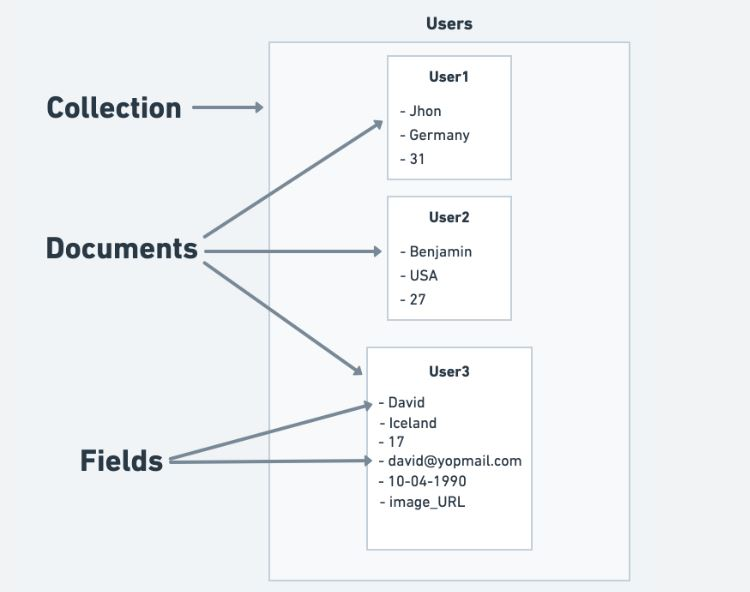 Users
Collection
User1
- Jhon
- Germany
- 31
Documents
User2
- Benjamin
- USA
- 27
User3
- David
- Iceland
- 17
Fields
- david@yopmail.com
- 10-04-1990
- image_URL